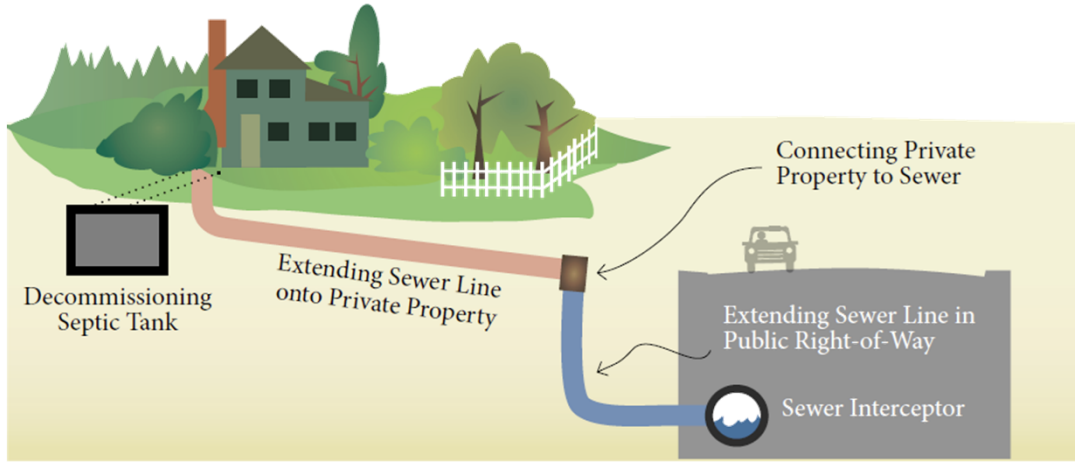 Connecting Private
Property to Sewer
Extending Sewer Line
onto Private Property
Decommissioning
Septic Tank
Extending Sewer Line in
Public Right-of-Way
Sewer Interceptor